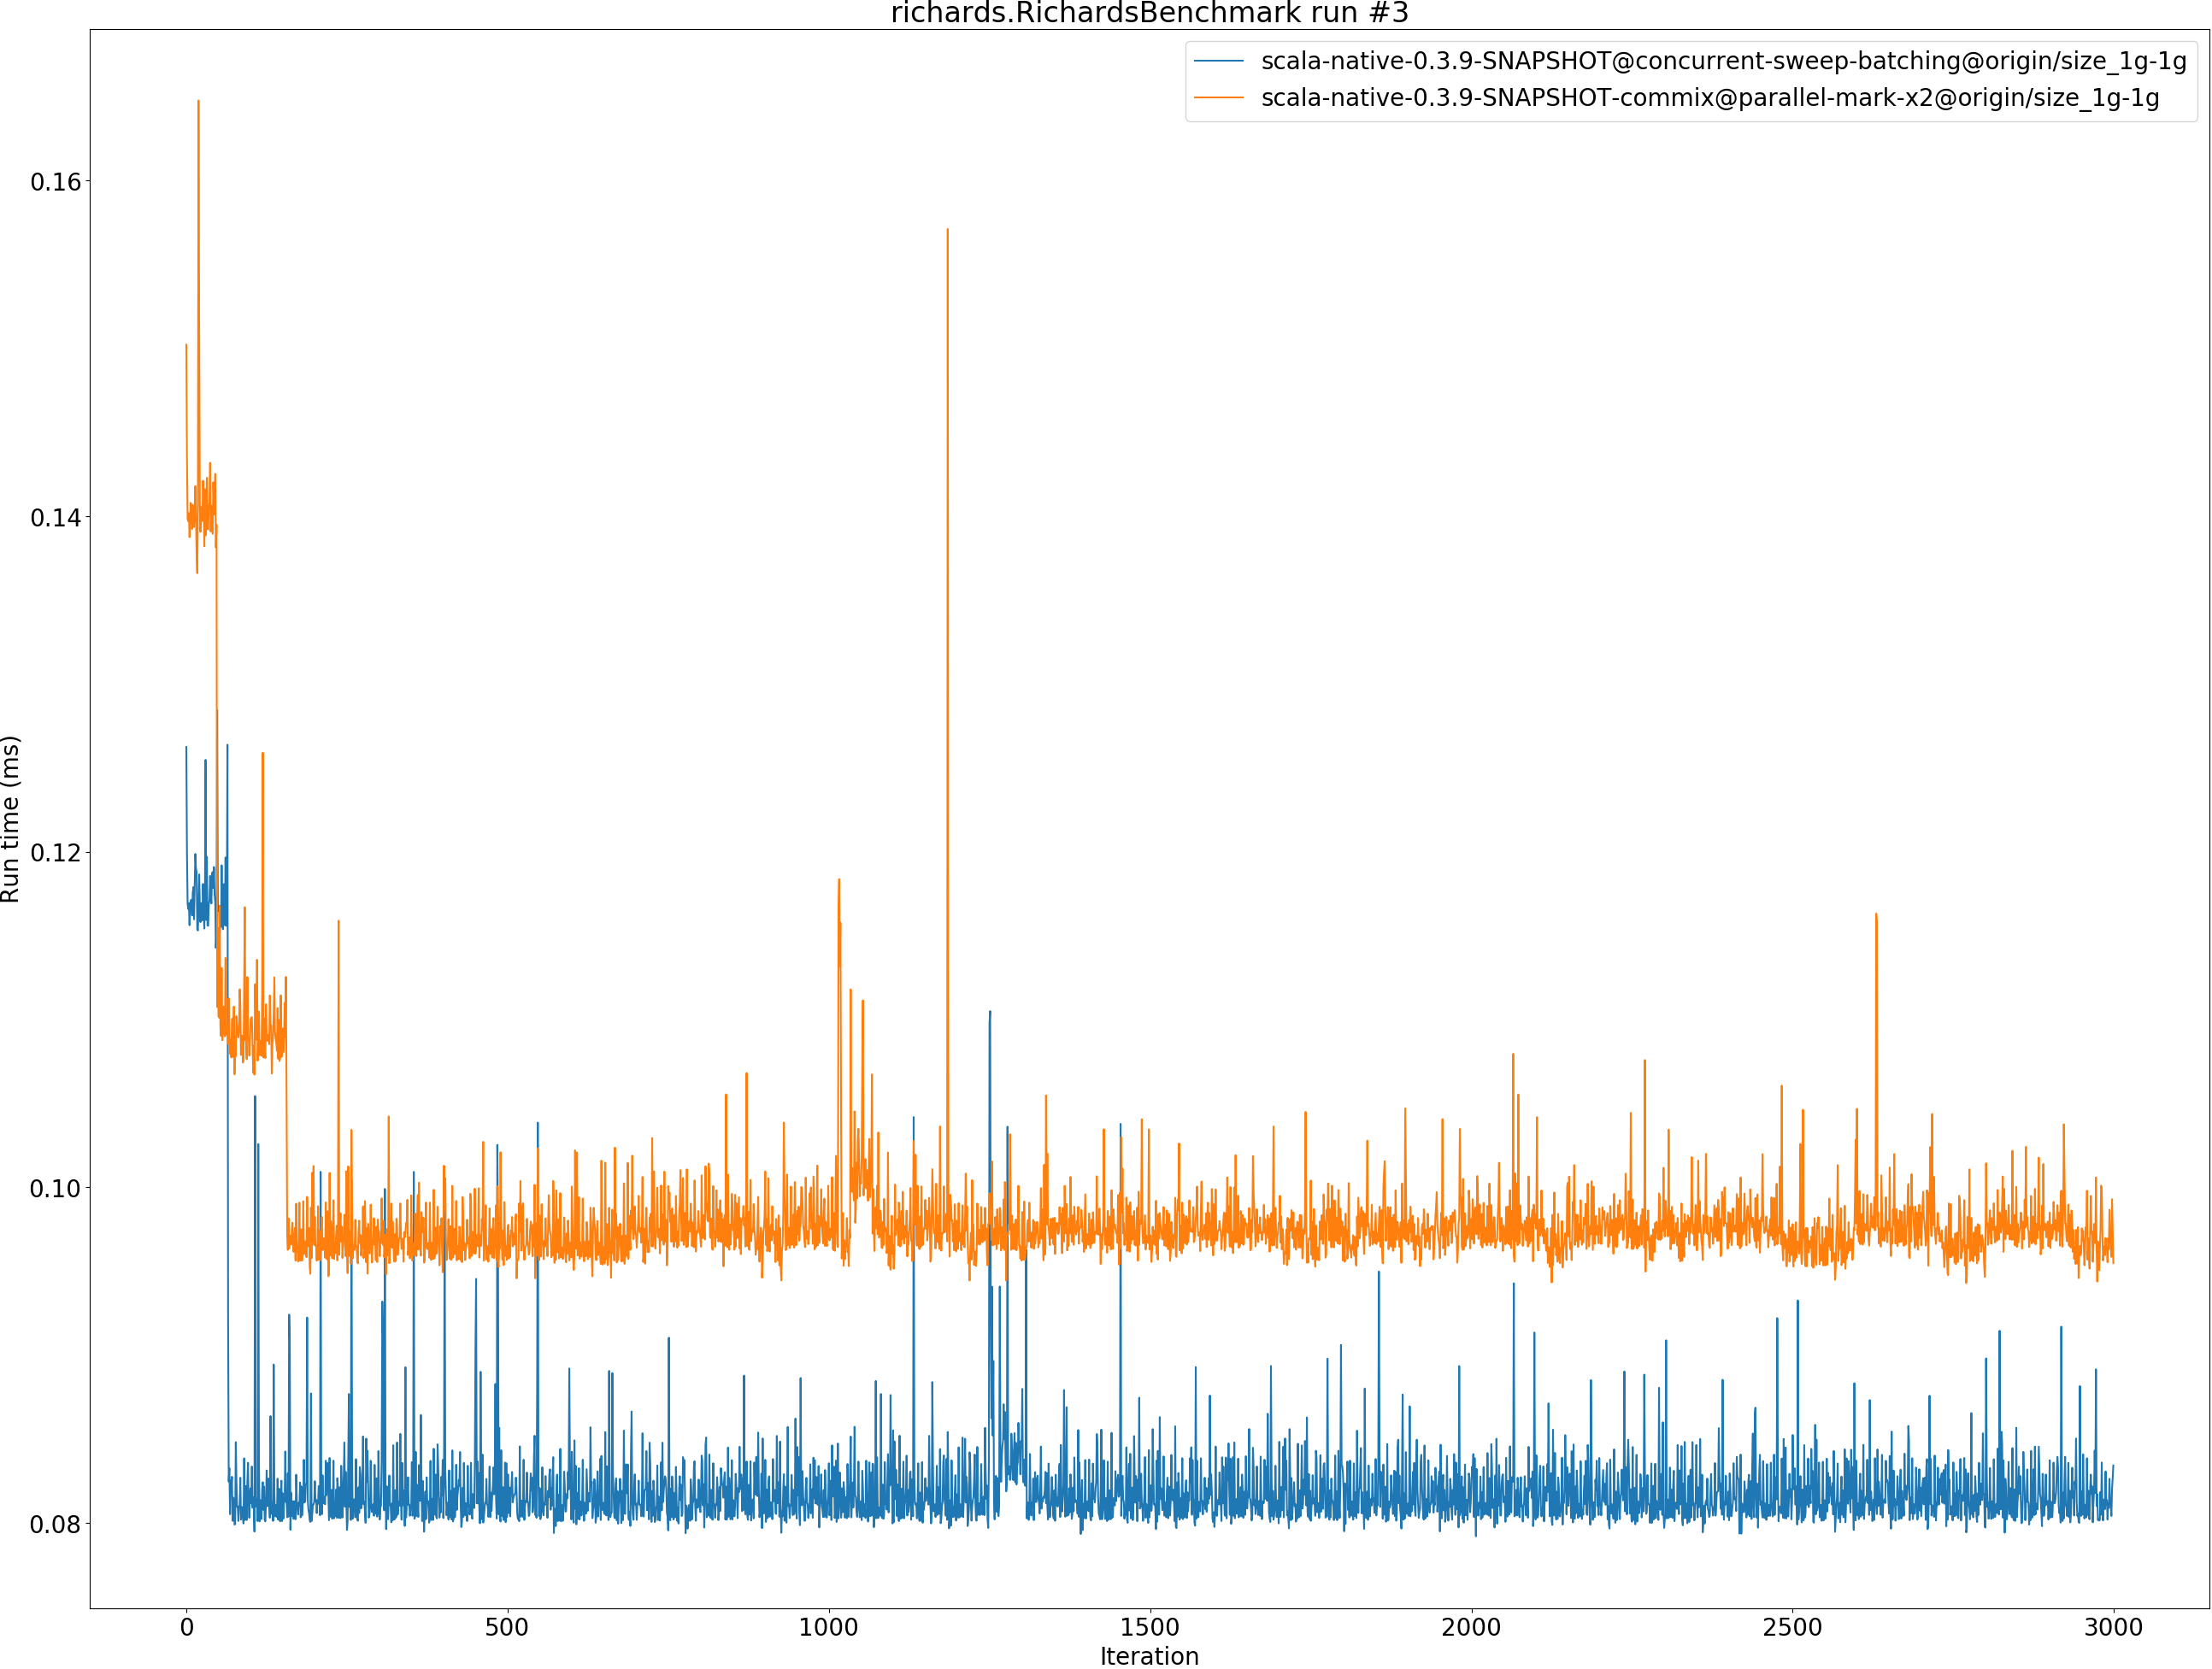 richards.RichardsBenchmark run #3
scala-native-0.3.9-SNAPSHOT@concurrent-sweep-batching@origin/size_1g-1g
scala-native-0.3.9-SNAPSHOT-commix@parallel-mark-x2@origin/size_1g-1g
Run time (ms)
0.16
0.14
0.12
0.10
0.08
0 500 1000 1500 2000 2500 3000
Iteration